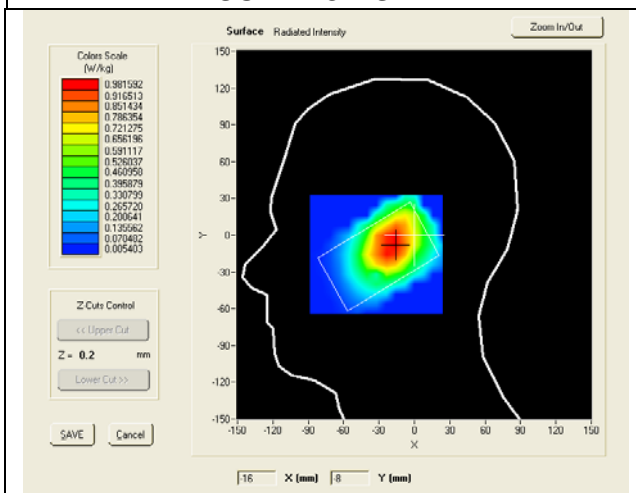 Surface Radiated Intensity
Zoom In/Out
Colors Scale
(W/kg)
0.981592
0.916513
0.851434
0.786354
0.721275
0.656196
0.591117
0.526037
0.460958
0.395879
0.330799
0.265720
0.200641
0.135562
0.070482
0.005403
Z-Cuts Control
<< Upper Cut
Z = 0.2 mm
Lower Cut >>
SAVE Cancel
150
120
90
60
30
0
-30
-60
-90
-120
-150
Y
-150 -120 -90 -60 -30 0 30 60 90 120 150
X
-16 X (mm) -8 Y (mm)